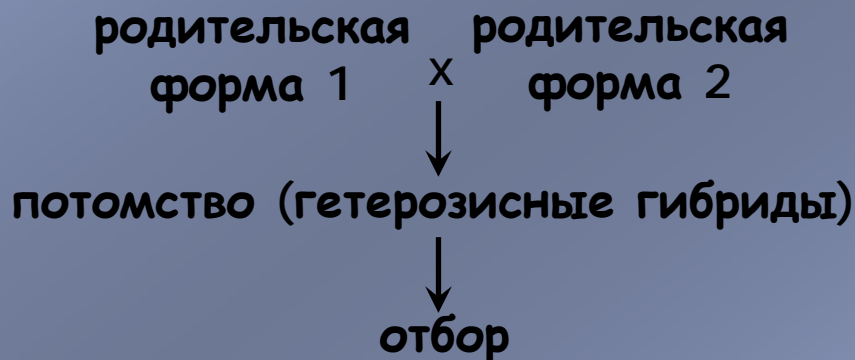 родительская родительская
форма 1 х форма 2
потомство (гетерозисные гибриды)
отбор